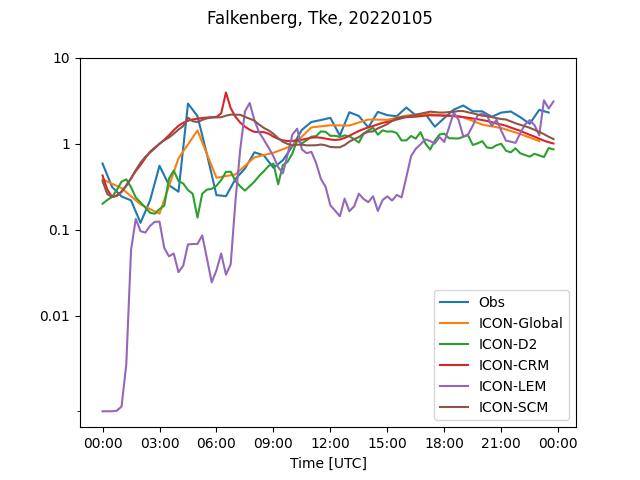 Falkenberg, Tke, 20220105
10
1
0.1
0.01
Obs
ICON-Global
ICON-D2
ICON-CRM
ICON-LEM
ICON-SCM
00:00 03:00 06:00 09:00 12:00 15:00 18:00 21:00 00:00
Time [UTC]